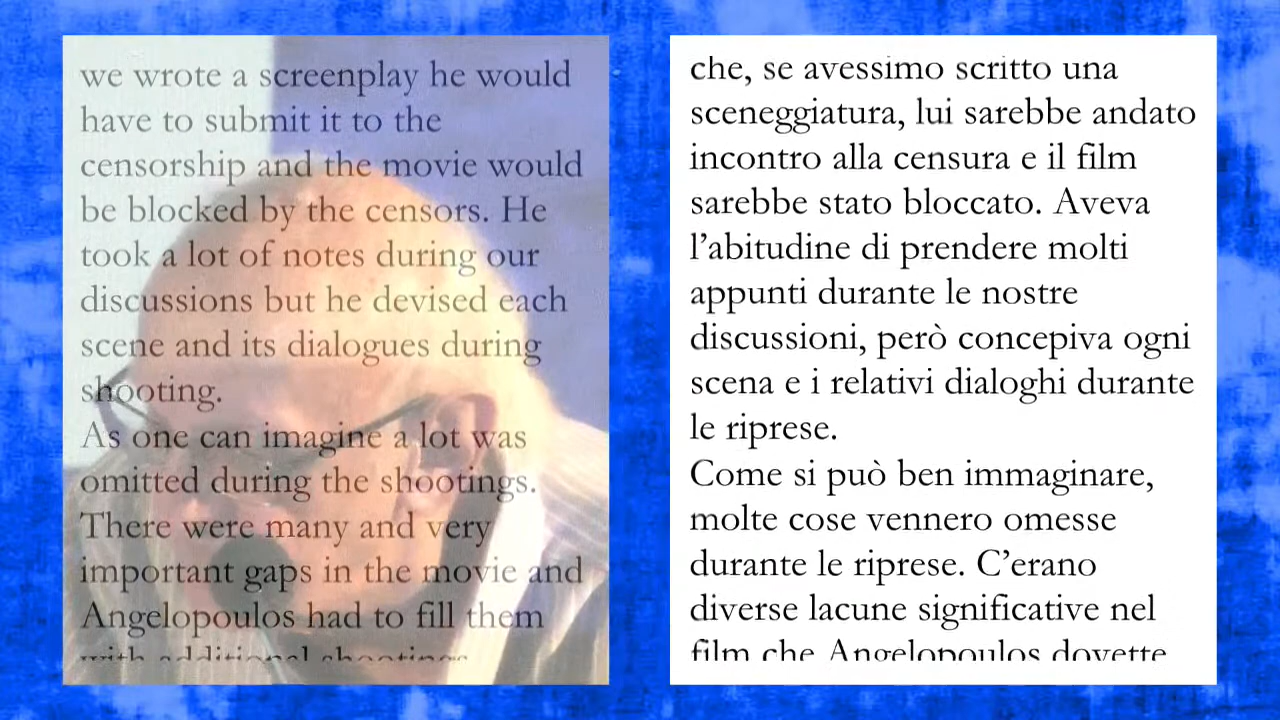 we wrote a screenplay he would
have to submit it to the
censorship and the movie would
be blocked by the censors. He
took a lot of notes during our
discussions but he devised each
scene and its dialogues during
shooting.
As one can imagine a lot was
omitted during the shootings.
There were many and very
important gaps in the movie and
Angelopoulos had to fill them
with additional shootings
che, se avessimo scritto una
sceneggiatura, lui sarebbe andato
incontro alla censura e il film
sarebbe stato bloccato. Aveva
l’abitudine di prendere molti
appunti durante le nostre
discussioni, però concepiva ogni
scena e i relativi dialoghi durante
le riprese.
Come si può ben immaginare,
molte cose vennero omesse
durante le riprese. C’erano
diverse lacune significative nel
film che Angelopoulos dovette